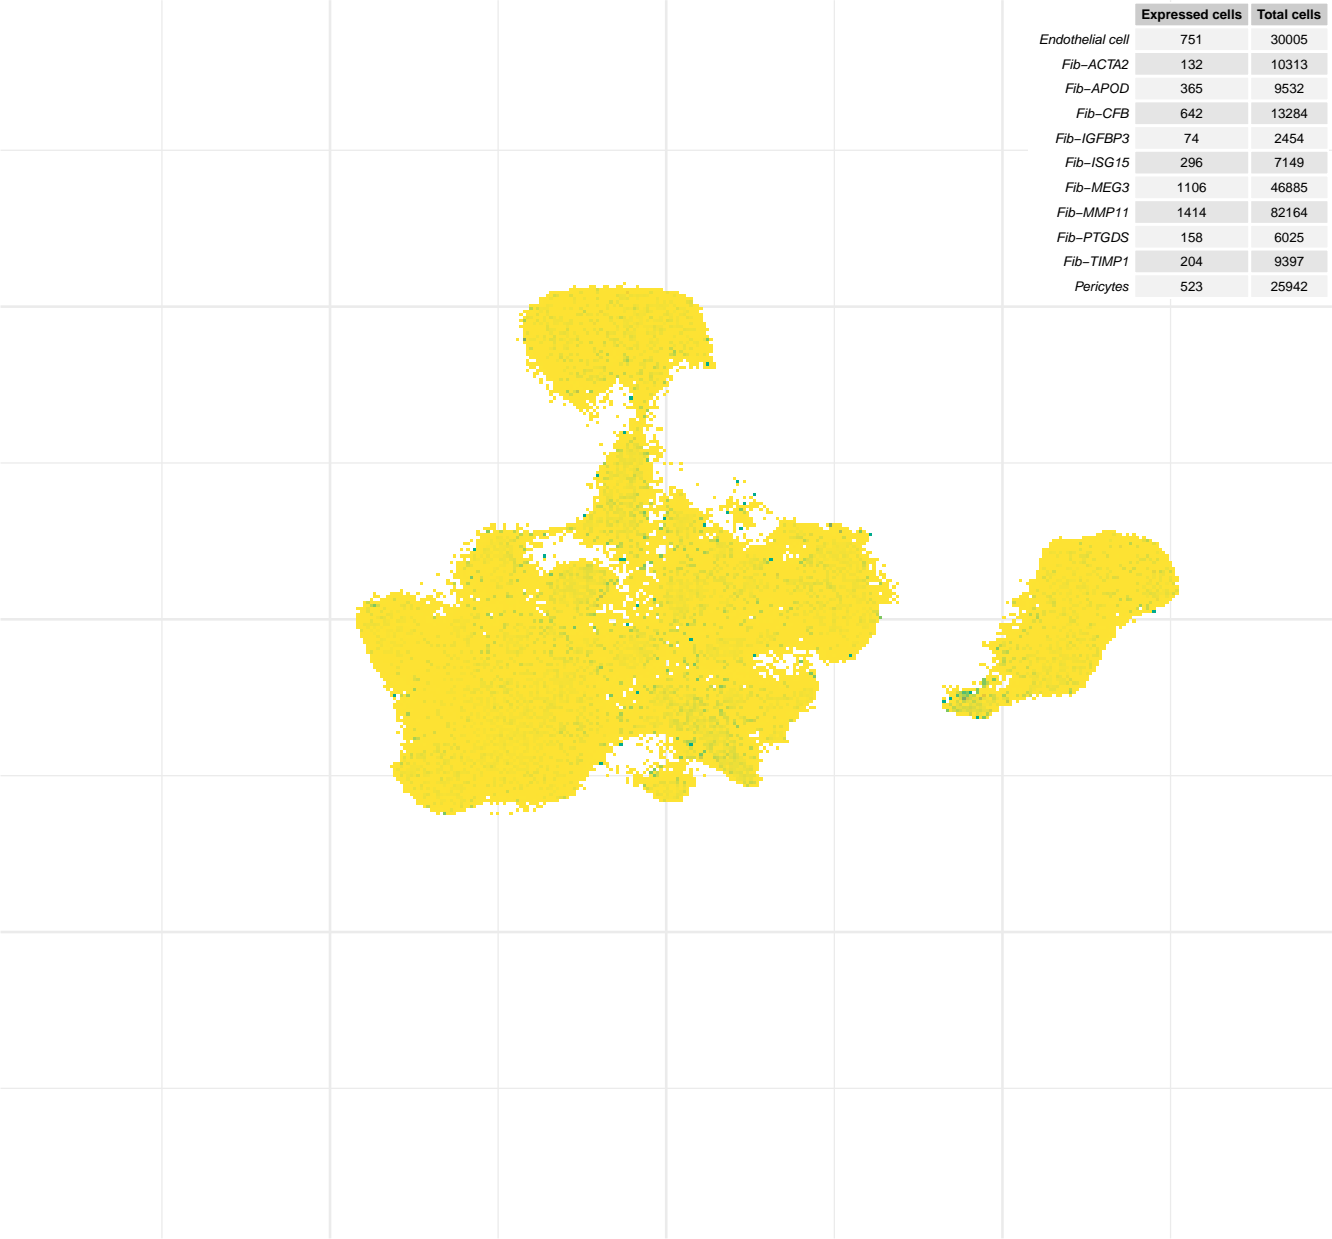 Expressed cells Total cells
Endothelial cell 751 30005
Fib−ACTA2 132 10313
Fib−APOD 365 9532
Fib−CFB 642 13284
Fib−IGFBP3 74 2454
Fib−ISG15 296 7149
Fib−MEG3 1106 46885
Fib−MMP11 1414 82164
Fib−PTGDS 158 6025
Fib−TIMP1 204 9397
Pericytes 523 25942